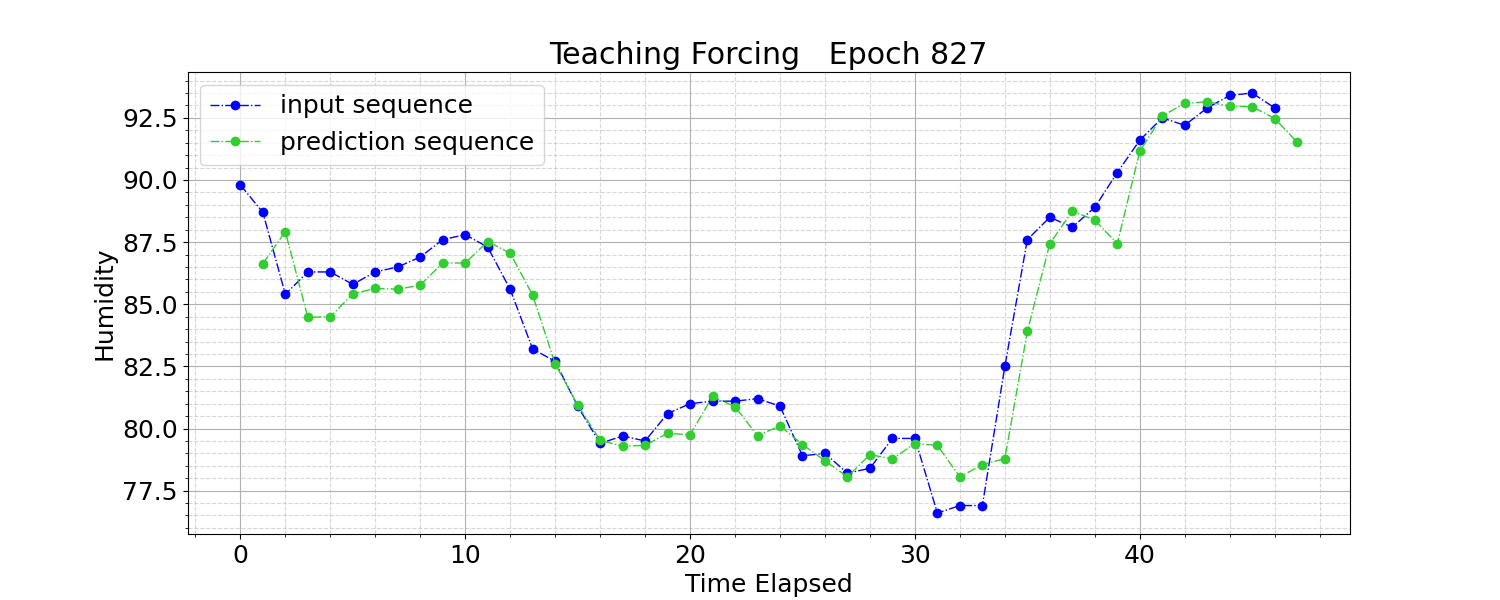 Teaching Forcing   Epoch 827
input sequence
prediction sequence
92.5
90.0
87.5
85.0
82.5
80.0
77.5
Humidity
0 10 20 30 40
Time Elapsed